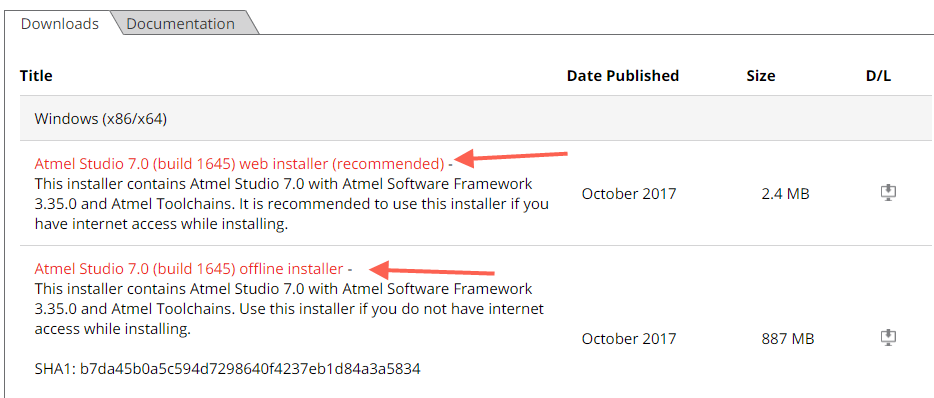 Downloads Documentation
Title Date Published Size D/L
Windows (x86/x64)
Atmel Studio 7.0 (build 1645) web installer (recommended) -
This installer contains Atmel Studio 7.0 with Atmel Software Framework
3.35.0 and Atmel Toolchains. It is recommended to use this installer if you
have internet access while installing.
October 2017 2.4 MB
Atmel Studio 7.0 (build 1645) offline installer -
This installer contains Atmel Studio 7.0 with Atmel Software Framework
3.35.0 and Atmel Toolchains. Use this installer if you do not have internet
access while installing.
SHA1: b7da45b0a5c594d7298640f4237eb1d84a3a5834
October 2017 887 MB